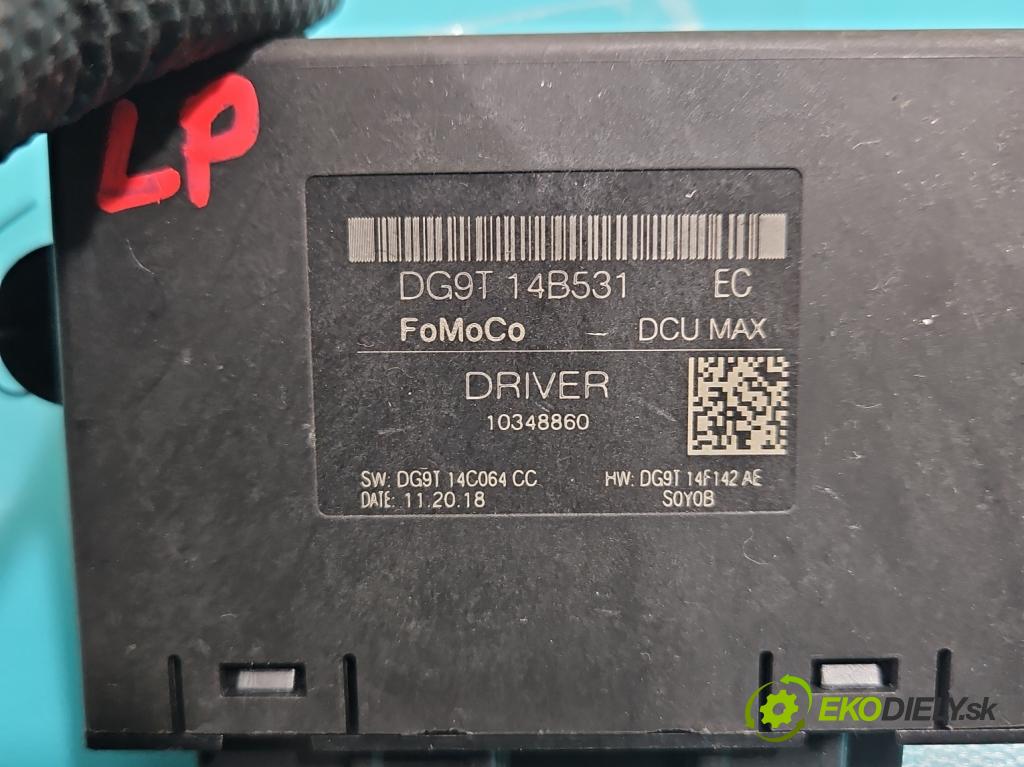 LP
DG9T 14B531 EC
FoMoCo – DCU MAX
DRIVER
10348860
SW: DG9T 14C064 CC HW: DG9T 14F142 AE
DATE: 11.20.18 S0Y0B
EKODIELY.sk